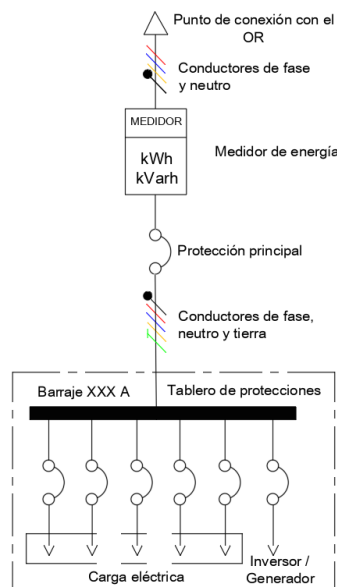 Punto de conexión con el
OR
Conductores de fase
y neutro
MEDIDOR
kWh
kVarh
Medidor de energía
Protección principal
Conductores de fase,
neutro y tierra
Barraje XXX A
Tablero de protecciones
Carga eléctrica
Inversor /
Generador